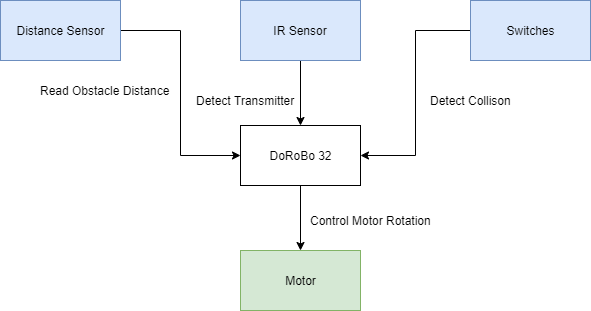 Distance Sensor
IR Sensor
Switches
Read Obstacle Distance
Detect Transmitter
Detect Collison
DoRoBo 32
Control Motor Rotation
Motor